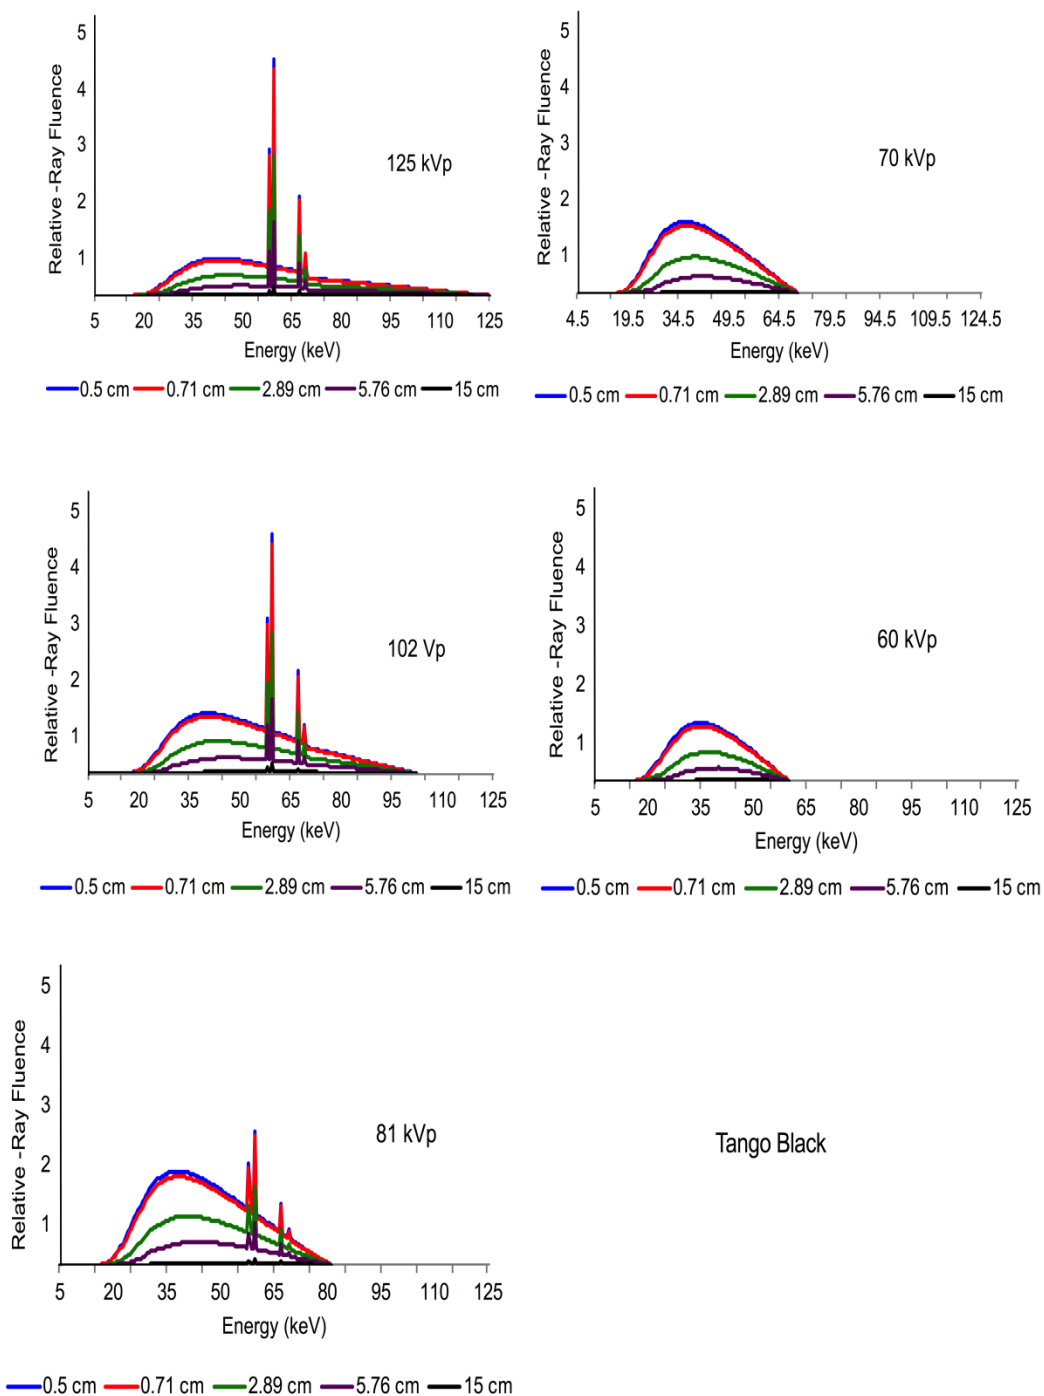 5
4
3
2
1
Relative -Ray Fluence
125 kVp
5 20 35 50 65 80 95 110 125
Energy (keV)
0.5 cm 0.71 cm 2.89 cm 5.76 cm 15 cm
5
4
3
2
1
Relative -Ray Fluence
70 kVp
4.5 19.5 34.5 49.5 64.5 79.5 94.5 109.5 124.5
Energy (keV)
0.5 cm 0.71 cm 2.89 cm 5.76 cm 15 cm
5
4
3
2
1
Relative -Ray Fluence
102 Vp
5 20 35 50 65 80 95 110 125
Energy (keV)
0.5 cm 0.71 cm 2.89 cm 5.76 cm 15 cm
5
4
3
2
1
Relative -Ray Fluence
60 kVp
5 20 35 50 65 80 95 110 125
Energy (keV)
0.5 cm 0.71 cm 2.89 cm 5.76 cm 15 cm
5
4
3
2
1
Relative -Ray Fluence
81 kVp
5 20 35 50 65 80 95 110 125
Energy (keV)
0.5 cm 0.71 cm 2.89 cm 5.76 cm 15 cm
Tango Black